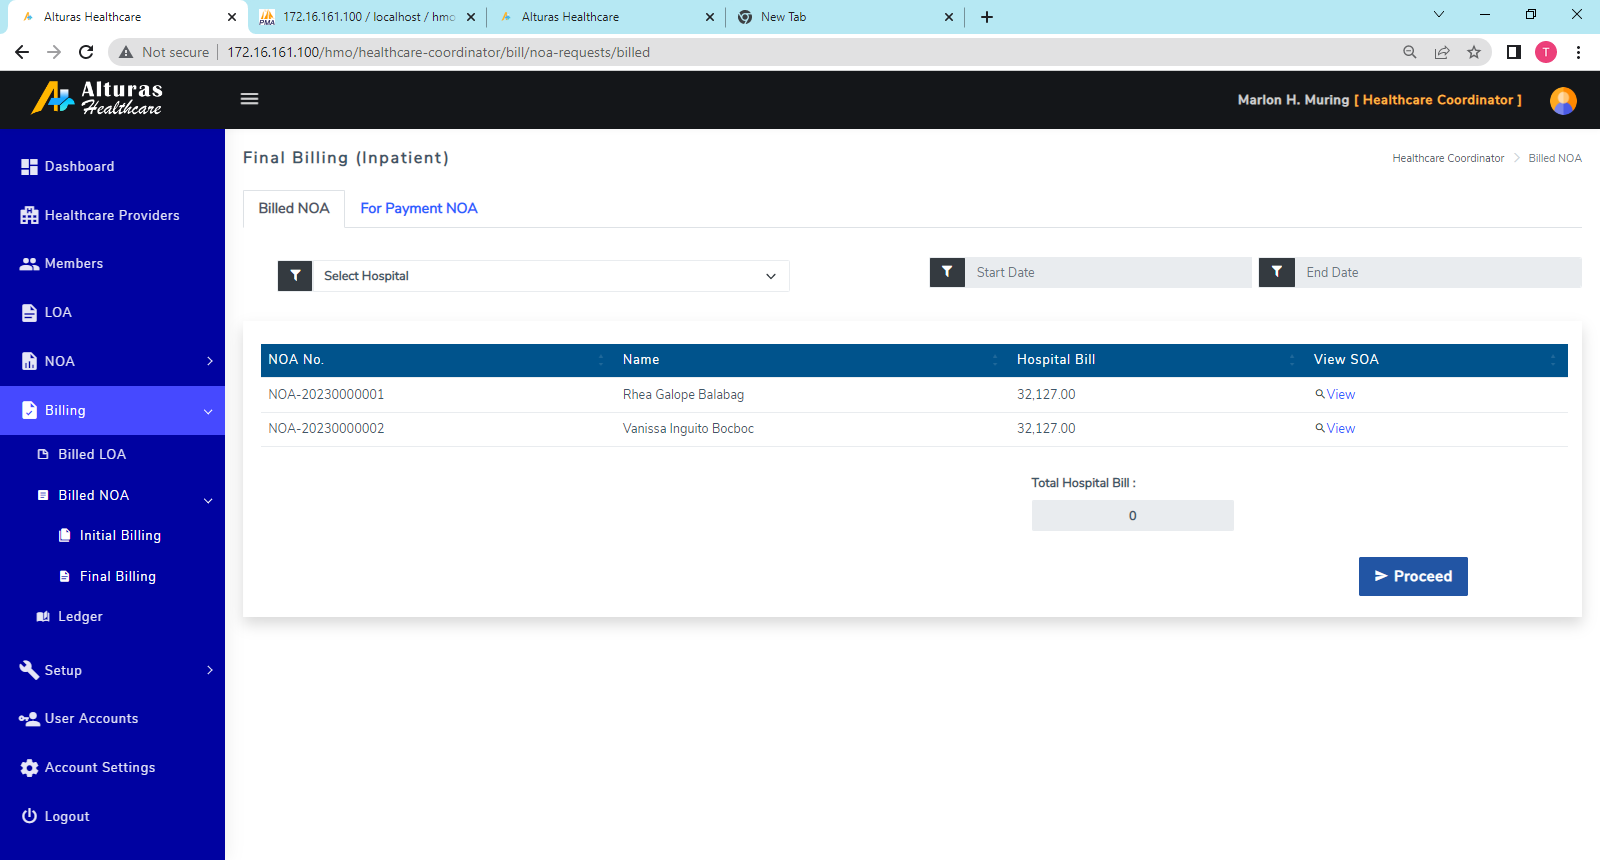 Alturas Healthcare
172.16.161.100 / localhost / hmo
Alturas Healthcare
New Tab
Not secure
172.16.161.100/hmo/healthcare-coordinator/bill/noa-requests/billed
T
Alturas
Healthcare
Marlon H. Muring [ Healthcare Coordinator ]
Dashboard
Healthcare Providers
Members
LOA
NOA
Billing
Billed LOA
Billed NOA
Initial Billing
Final Billing
Ledger
Setup
User Accounts
Account Settings
Logout
Final Billing (Inpatient)
Healthcare Coordinator > Billed NOA
Billed NOA For Payment NOA
Select Hospital
Start Date
End Date
NOA No. Name Hospital Bill View SOA
NOA-20230000001 Rhea Galope Balabag 32,127.00 View
NOA-20230000002 Vanissa Inguito Bocboc 32,127.00 View
Total Hospital Bill :
0
Proceed